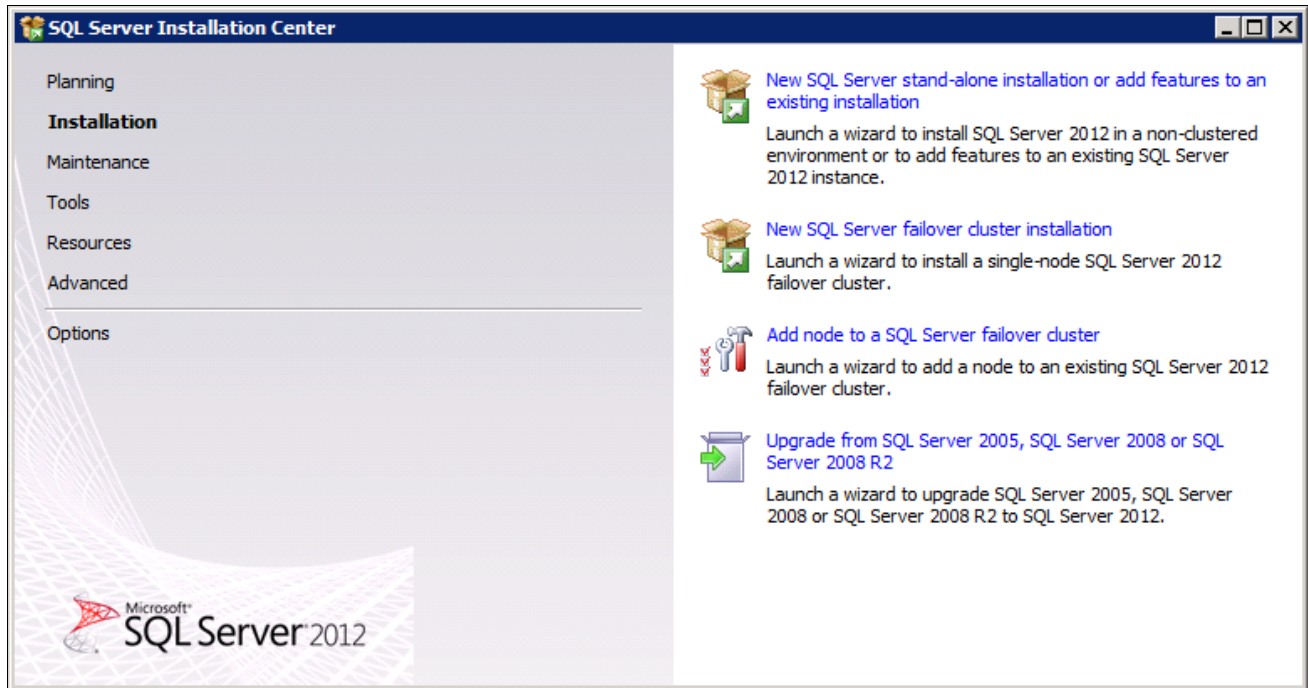 SQL Server Installation Center
Planning
Installation
Maintenance
Tools
Resources
Advanced
Options
Microsoft®
SQL Server® 2012
New SQL Server stand-alone installation or add features to an
existing installation
Launch a wizard to install SQL Server 2012 in a non-clustered
environment or to add features to an existing SQL Server
2012 instance.
New SQL Server failover cluster installation
Launch a wizard to install a single-node SQL Server 2012
failover cluster.
Add node to a SQL Server failover cluster
Launch a wizard to add a node to an existing SQL Server 2012
failover cluster.
Upgrade from SQL Server 2005, SQL Server 2008 or SQL
Server 2008 R2
Launch a wizard to upgrade SQL Server 2005, SQL Server
2008 or SQL Server 2008 R2 to SQL Server 2012.